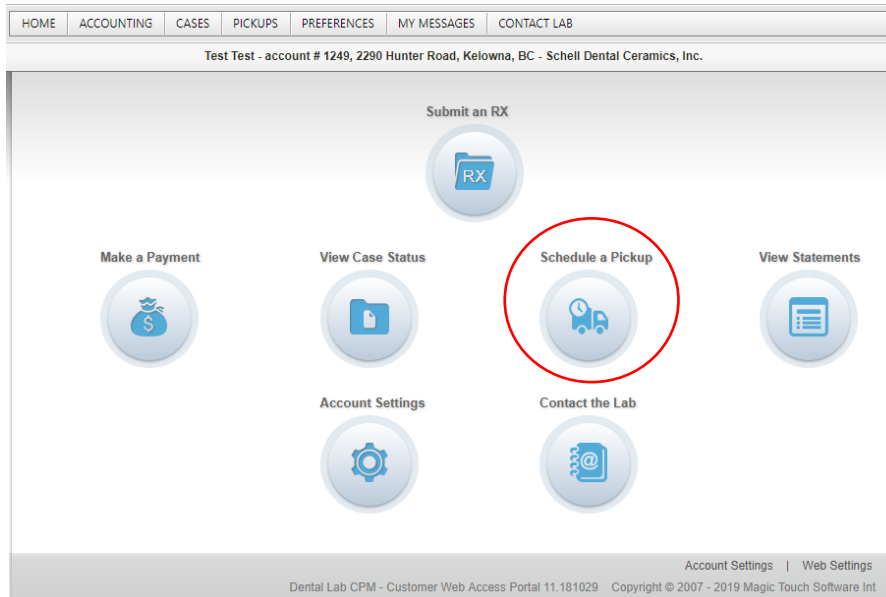 HOME ACCOUNTING CASES PICKUPS PREFERENCES MY MESSAGES CONTACT LAB
Test Test - account # 1249, 2290 Hunter Road, Kelowna, BC - Schell Dental Ceramics, Inc.
Submit an RX
RX
Make a Payment View Case Status Schedule a Pickup View Statements
$
Account Settings Contact the Lab
@
Account Settings | Web Settings
Dental Lab CPM - Customer Web Access Portal 11.181029 Copyright © 2007 - 2019 Magic Touch Software Int